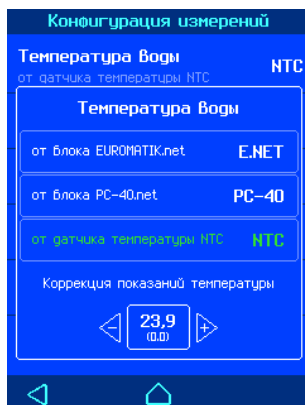 Конфигурация измерений
Температура воды
от датчика температуры NTC
NTC
Температура воды
от блока EUROMATIK.net E.NET
от блока PC-40.net PC-40
от датчика температуры NTC NTC
Коррекция показаний температуры
- 23,9 +
(0.0)